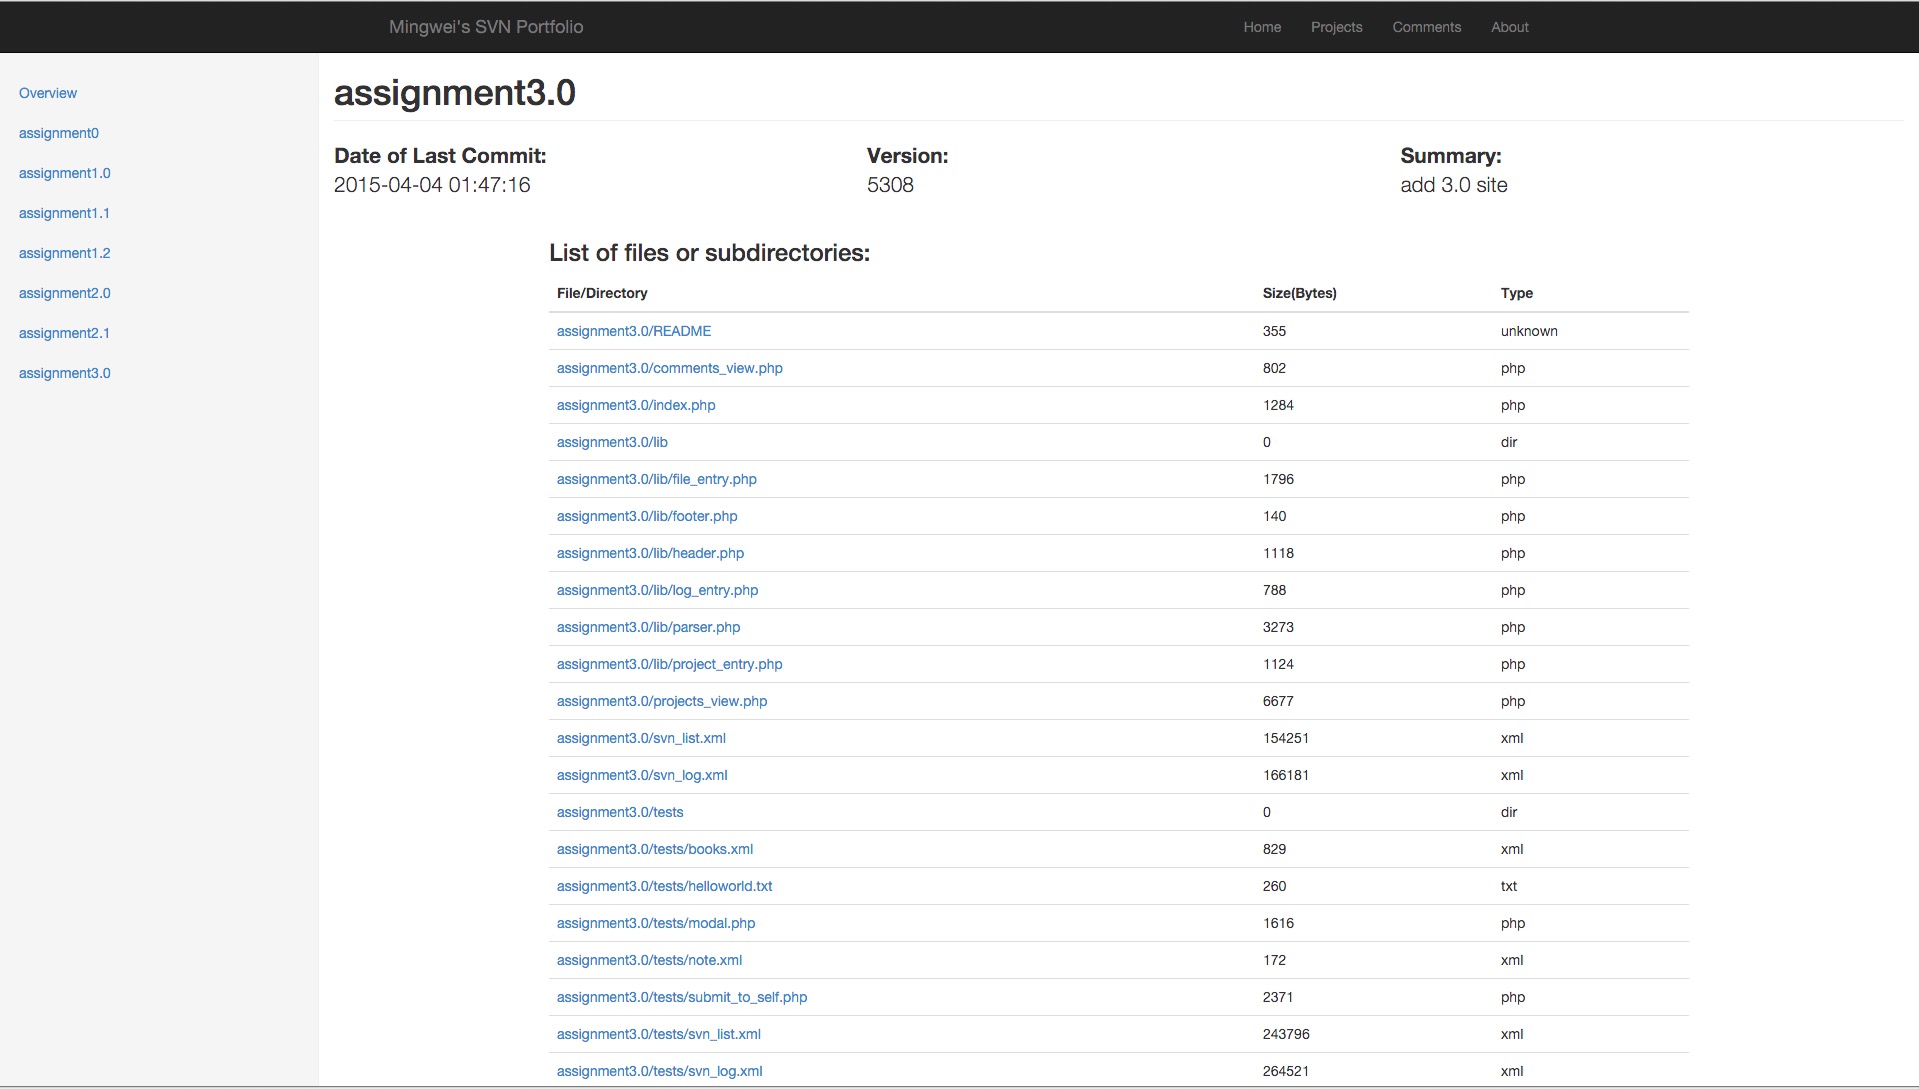 Mingwei's SVN Portfolio Home Projects Comments About
Overview
assignment0
assignment1.0
assignment1.1
assignment1.2
assignment2.0
assignment2.1
assignment3.0
assignment3.0
Date of Last Commit: Version: Summary:
2015-04-04 01:47:16 5308 add 3.0 site
List of files or subdirectories:
File/Directory Size(Bytes) Type
assignment3.0/README 355 unknown
assignment3.0/comments_view.php 802 php
assignment3.0/index.php 1284 php
assignment3.0/lib 0 dir
assignment3.0/lib/file_entry.php 1796 php
assignment3.0/lib/footer.php 140 php
assignment3.0/lib/header.php 1118 php
assignment3.0/lib/log_entry.php 788 php
assignment3.0/lib/parser.php 3273 php
assignment3.0/lib/project_entry.php 1124 php
assignment3.0/projects_view.php 6677 php
assignment3.0/svn_list.xml 154251 xml
assignment3.0/svn_log.xml 166181 xml
assignment3.0/tests 0 dir
assignment3.0/tests/books.xml 829 xml
assignment3.0/tests/helloworld.txt 260 txt
assignment3.0/tests/modal.php 1616 php
assignment3.0/tests/note.xml 172 xml
assignment3.0/tests/submit_to_self.php 2371 php
assignment3.0/tests/svn_list.xml 243796 xml
assignment3.0/tests/svn_log.xml 264521 xml